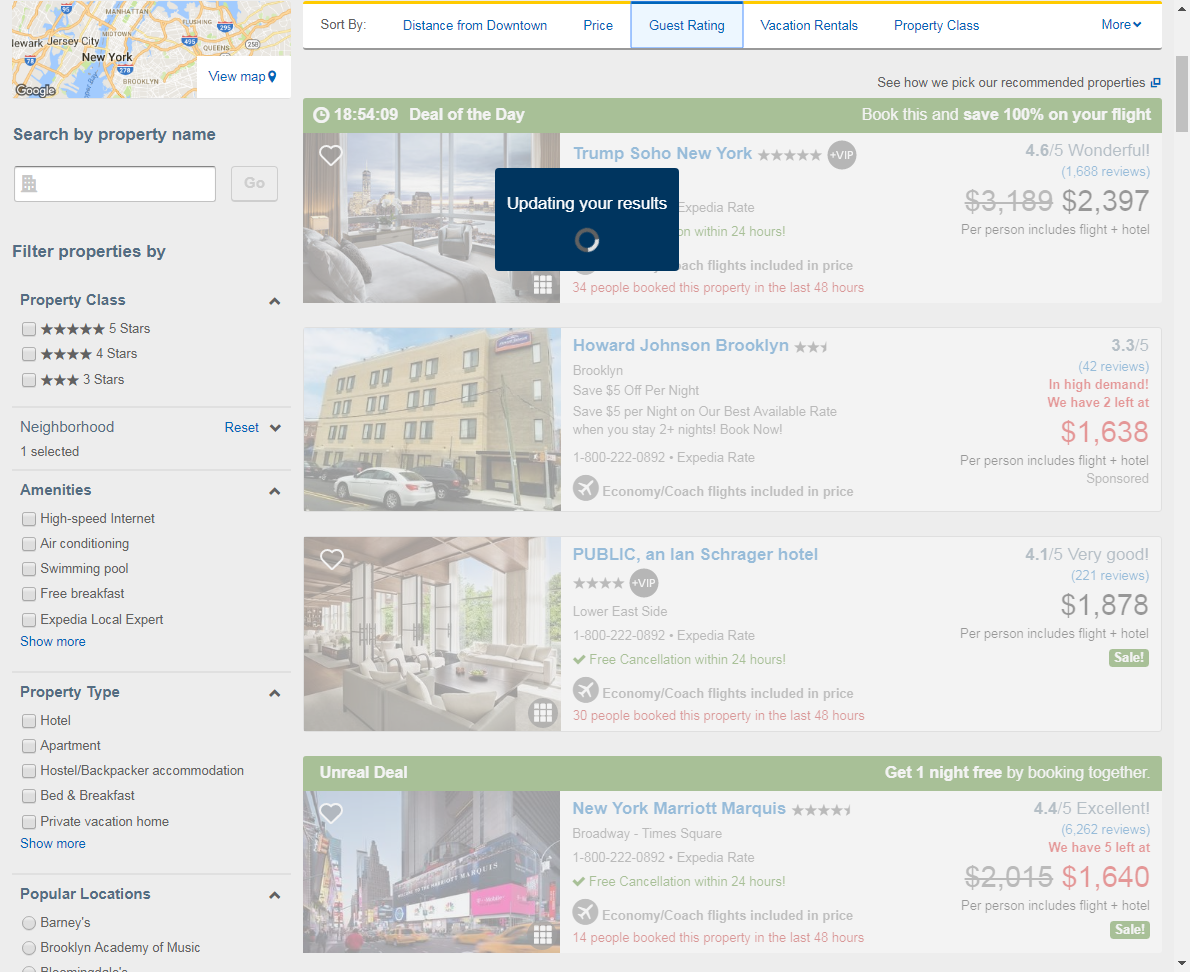 MANHATTAN
FLUSHING
495
295
Newark Jersey City
MIDTOWN
495
QUEENS
258
78
New York
278
BROOKLYN
Google
View map
Search by property name
Go
Filter properties by
Property Class
5 Stars
4 Stars
3 Stars
Neighborhood Reset
1 selected
Amenities
High-speed Internet
Air conditioning
Swimming pool
Free breakfast
Expedia Local Expert
Show more
Property Type
Hotel
Apartment
Hostel/Backpacker accommodation
Bed & Breakfast
Private vacation home
Show more
Popular Locations
Barney's
Brooklyn Academy of Music
Bloomingdale's
Sort By: Distance from Downtown Price Guest Rating Vacation Rentals Property Class More
See how we pick our recommended properties
18:54:09 Deal of the Day Book this and save 100% on your flight
Trump Soho New York +VIP
4.6/5 Wonderful!
(1,688 reviews)
$3,189 $2,397
Per person includes flight + hotel
Updating your results
Expedia Rate
on within 24 hours!
Coach flights included in price
34 people booked this property in the last 48 hours
Howard Johnson Brooklyn
Brooklyn
Save $5 Off Per Night
Save $5 per Night on Our Best Available Rate
when you stay 2+ nights! Book Now!
1-800-222-0892 • Expedia Rate
Economy/Coach flights included in price
3.3/5
(42 reviews)
In high demand!
We have 2 left at
$1,638
Per person includes flight + hotel
Sponsored
PUBLIC, an Ian Schrager hotel
+VIP
Lower East Side
1-800-222-0892 • Expedia Rate
Free Cancellation within 24 hours!
Economy/Coach flights included in price
30 people booked this property in the last 48 hours
4.1/5 Very good!
(221 reviews)
$1,878
Per person includes flight + hotel
Sale!
Unreal Deal Get 1 night free by booking together.
New York Marriott Marquis
Broadway - Times Square
1-800-222-0892 • Expedia Rate
Free Cancellation within 24 hours!
Economy/Coach flights included in price
14 people booked this property in the last 48 hours
4.4/5 Excellent!
(6,262 reviews)
We have 5 left at
$2,015 $1,640
Per person includes flight + hotel
Sale!